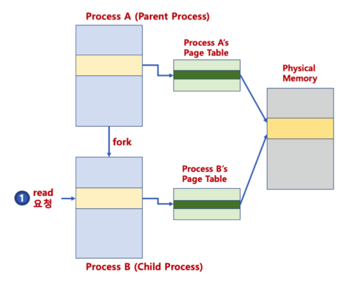 Process A (Parent Process)
Process A's
Page Table
Physical
Memory
fork
1
read
요청
Process B's
Page Table
Process B (Child Process)